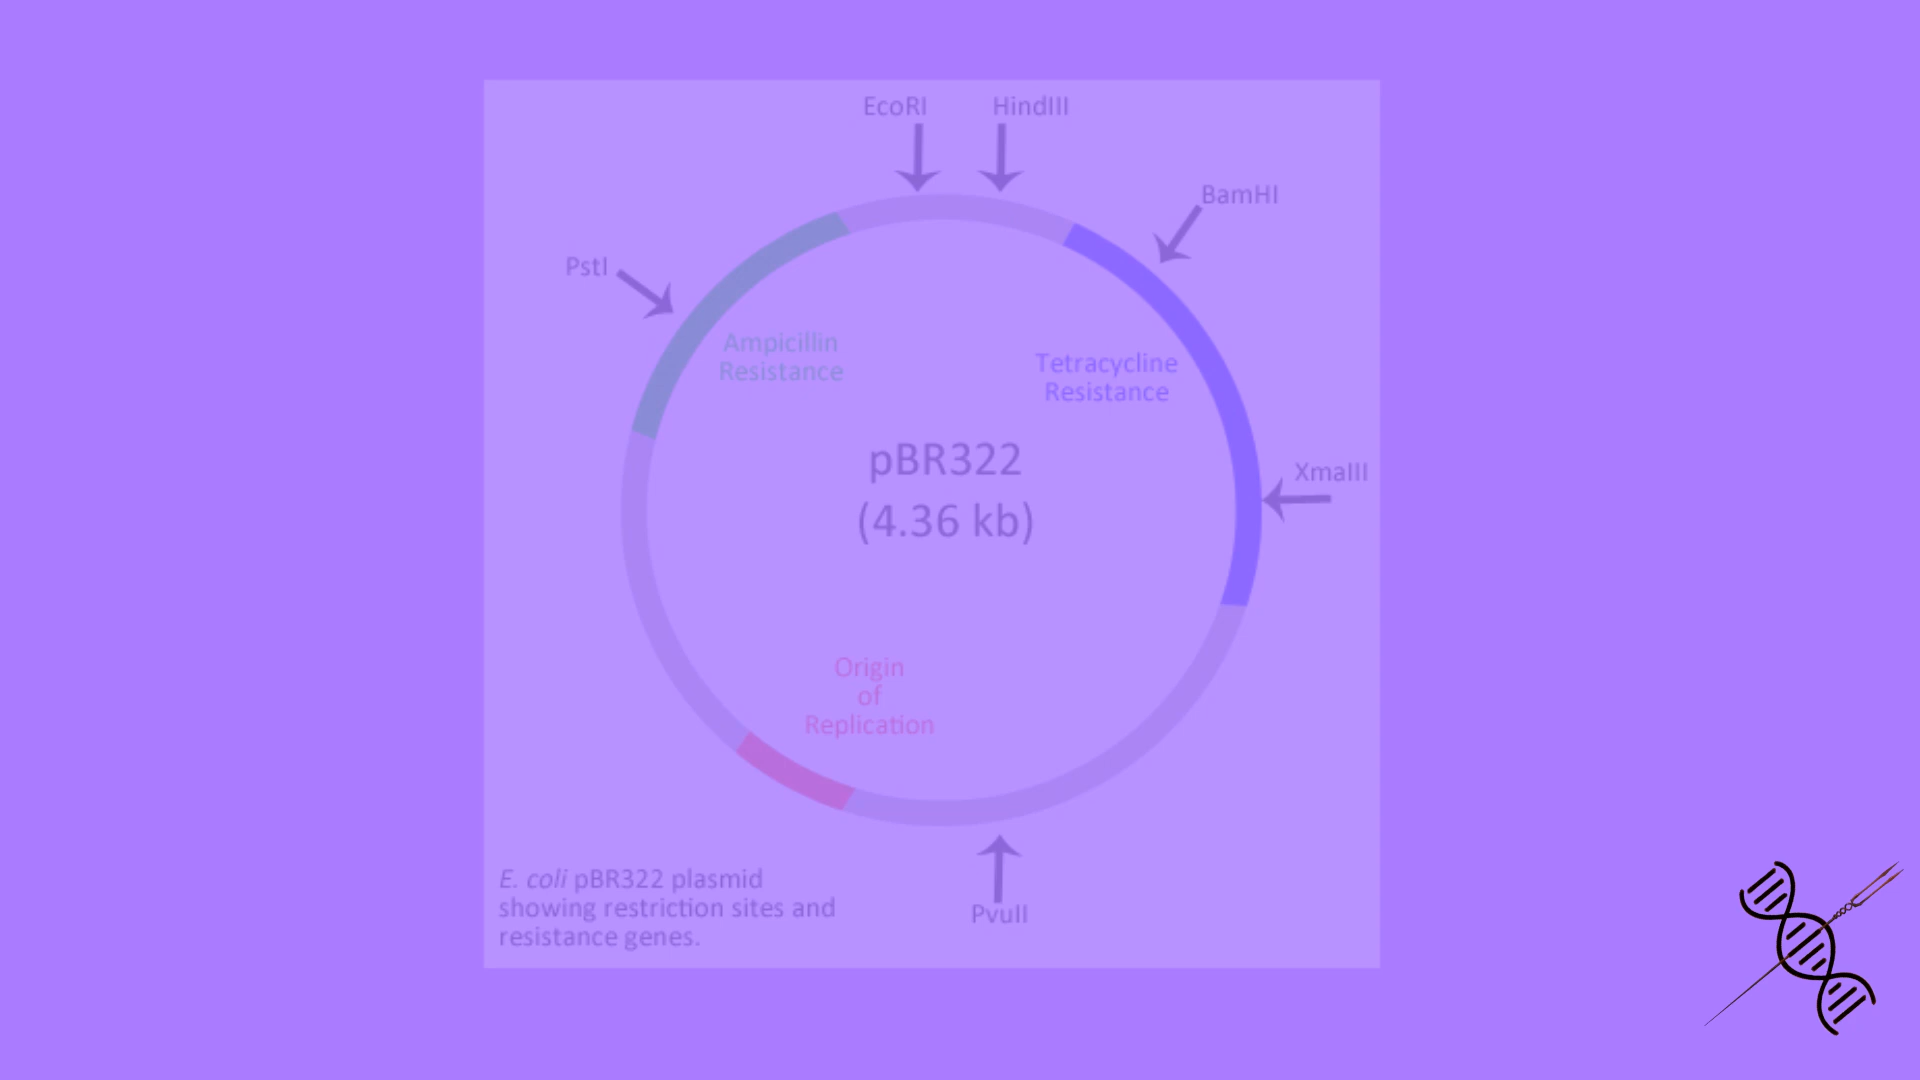 EcoRI
HindIII
BamHI
PstI
Ampicillin
Resistance
Tetracycline
Resistance
pBR322
(4.36 kb)
XmaIII
Origin
of
Replication
PvuII
E. coli pBR322 plasmid
showing restriction sites and
resistance genes.